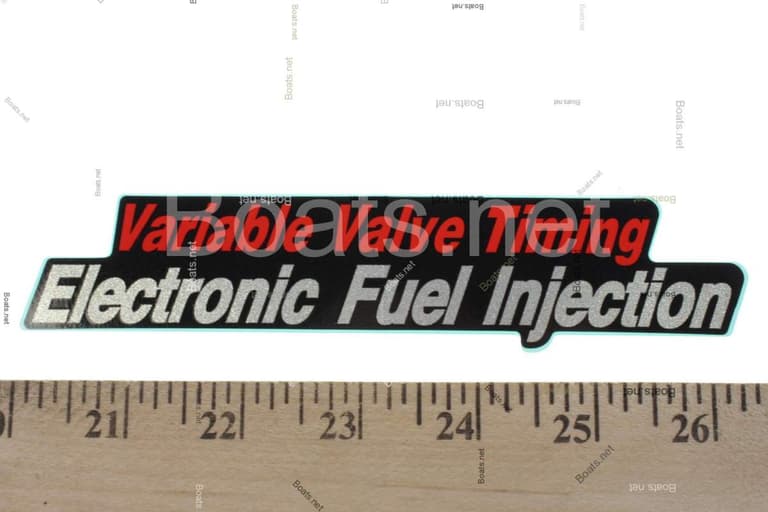 Boats.net
Variable Valve Timing
Electronic Fuel Injection
21 22 23 24 25 26